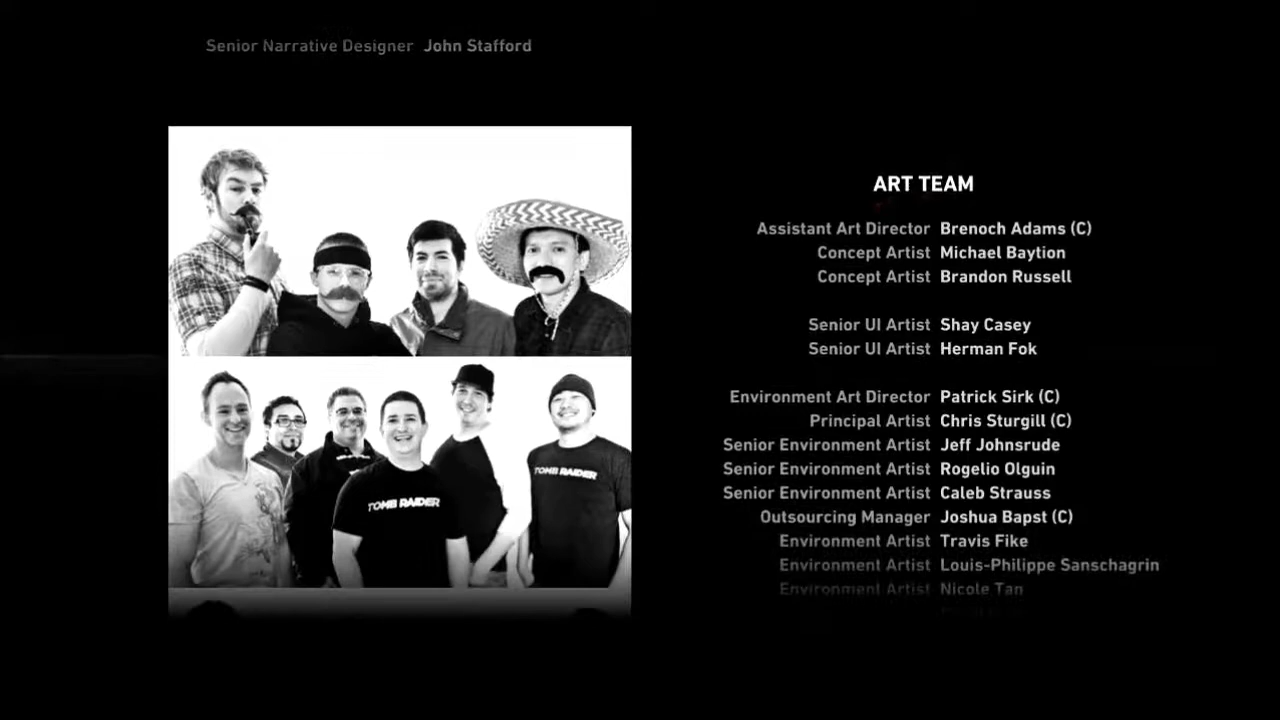 Senior Narrative Designer John Stafford
TOMB RAIDER
TOMB RAIDER
ART TEAM
Assistant Art Director Brenoch Adams (C)
Concept Artist Michael Baytion
Concept Artist Brandon Russell
Senior UI Artist Shay Casey
Senior UI Artist Herman Fok
Environment Art Director Patrick Sirk (C)
Principal Artist Chris Sturgill (C)
Senior Environment Artist Jeff Johnsrude
Senior Environment Artist Rogelio Olguin
Senior Environment Artist Caleb Strauss
Outsourcing Manager Joshua Bapst (C)
Environment Artist Travis Fike
Environment Artist Louis-Philippe Sanschagrin
Environment Artist Nicole Tan